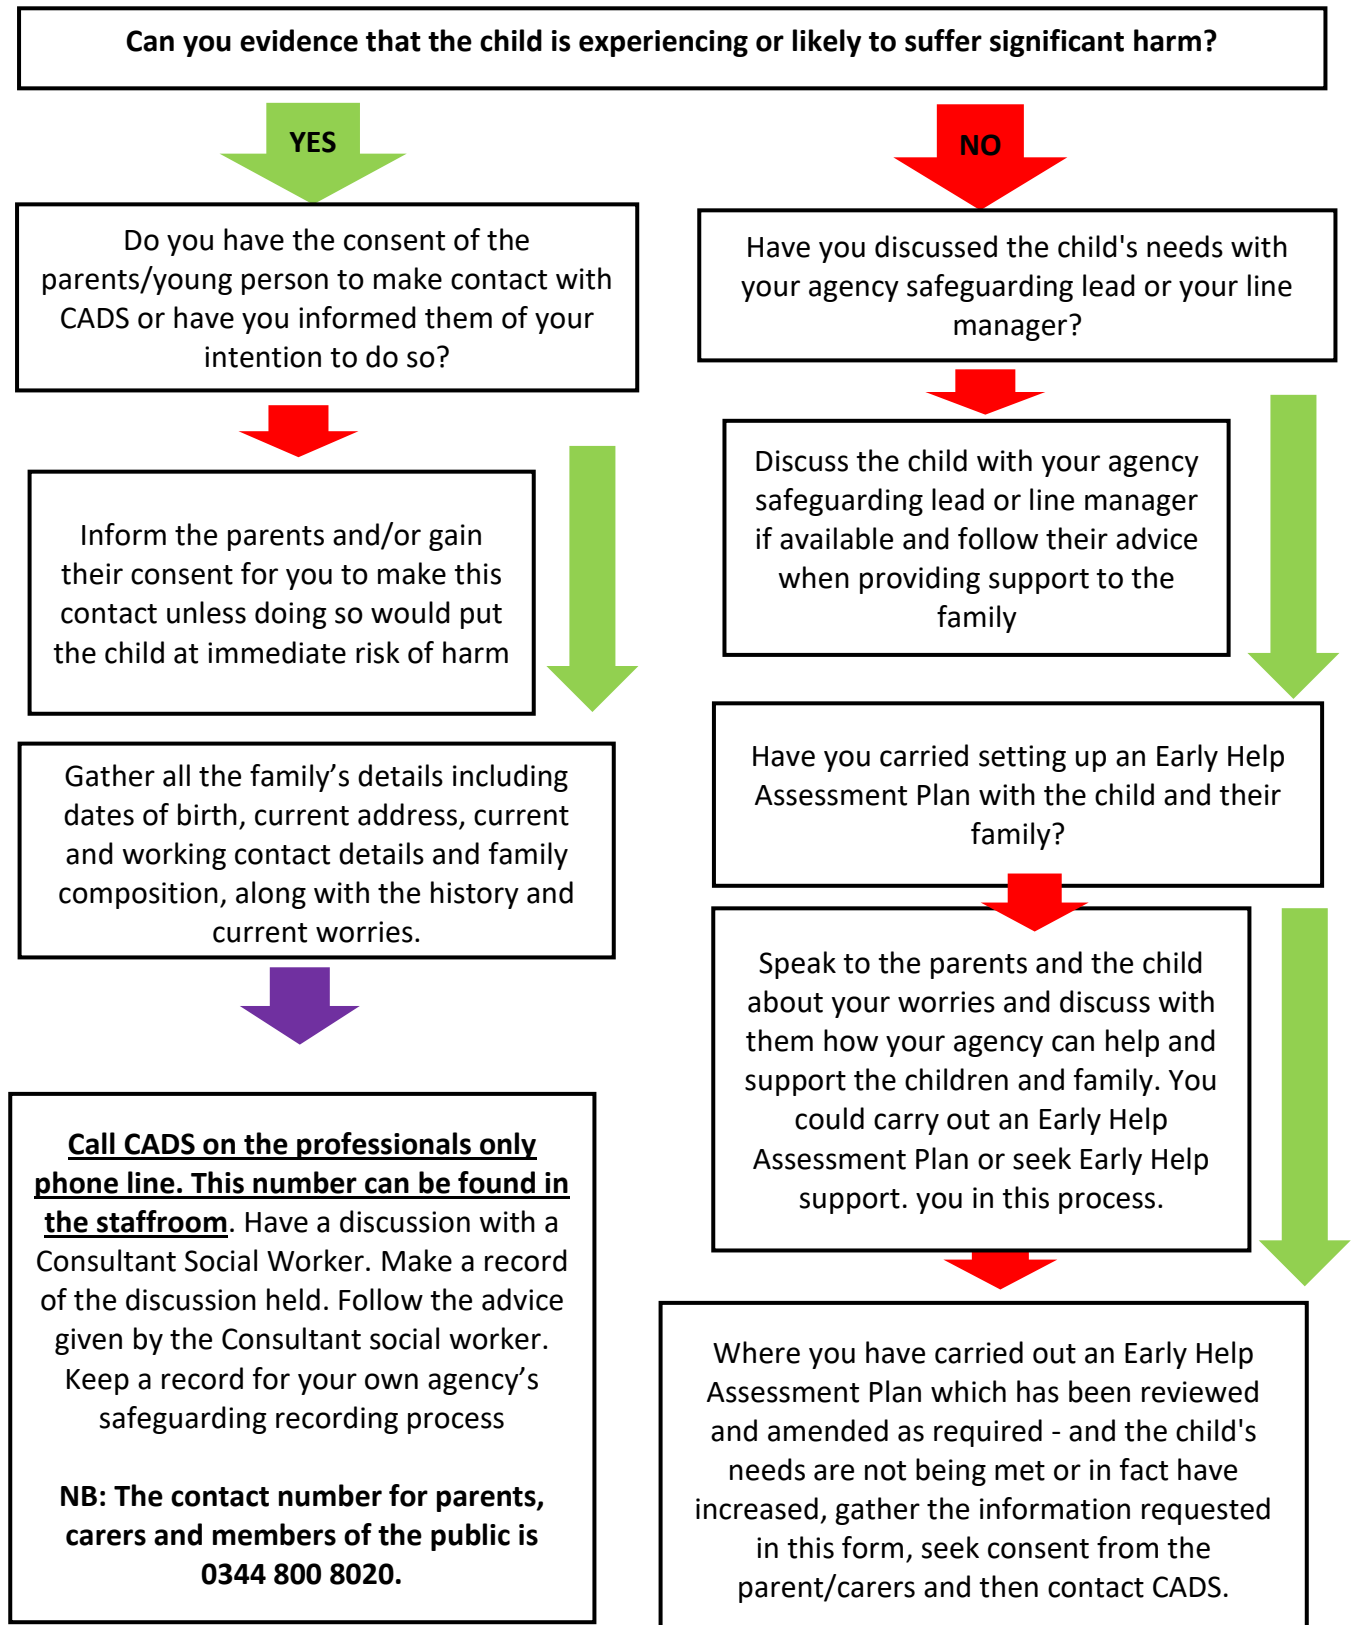 Can you evidence that the child is experiencing or likely to suffer significant harm?
YES
NO
Do you have the consent of the
parents/young person to make contact with
CADS or have you informed them of your
intention to do so?
Inform the parents and/or gain
their consent for you to make this
contact unless doing so would put
the child at immediate risk of harm
Gather all the family’s details including
dates of birth, current address, current
and working contact details and family
composition, along with the history and
current worries.
Call CADS on the professionals only
phone line. This number can be found in
the staffroom. Have a discussion with a
Consultant Social Worker. Make a record
of the discussion held. Follow the advice
given by the Consultant social worker.
Keep a record for your own agency’s
safeguarding recording process
NB: The contact number for parents,
carers and members of the public is
0344 800 8020.
Have you discussed the child's needs with
your agency safeguarding lead or your line
manager?
Discuss the child with your agency
safeguarding lead or line manager
if available and follow their advice
when providing support to the
family
Have you carried setting up an Early Help
Assessment Plan with the child and their
family?
Speak to the parents and the child
about your worries and discuss with
them how your agency can help and
support the children and family. You
could carry out an Early Help
Assessment Plan or seek Early Help
support. you in this process.
Where you have carried out an Early Help
Assessment Plan which has been reviewed
and amended as required - and the child's
needs are not being met or in fact have
increased, gather the information requested
in this form, seek consent from the
parent/carers and then contact CADS.